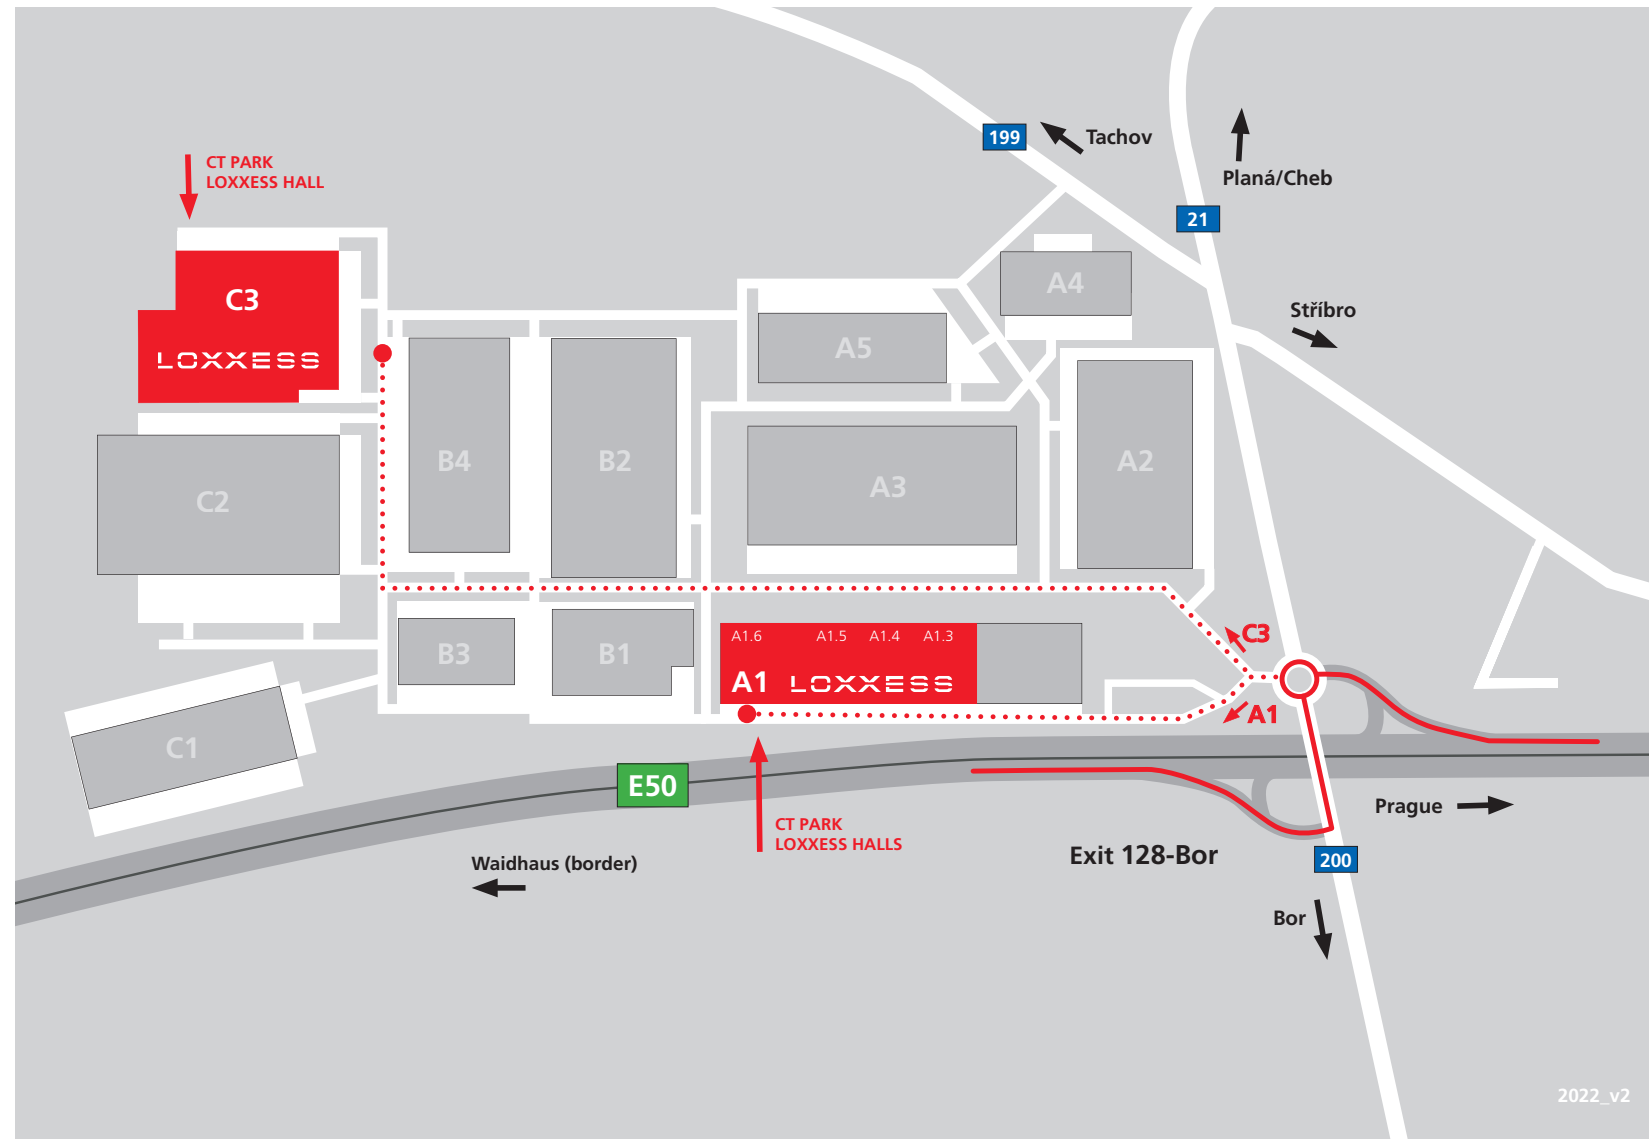 199
Tachov
Planá/Cheb
21
CT PARK
LOXXESS HALL
C3
LOXXESS
A4
Stříbro
A5
B4
B2
A3
A2
C2
A1.6
A1.5
A1.4
A1.3
C3
B3
B1
A1
LOXXESS
A1
C1
E50
Prague
CT PARK
LOXXESS HALLS
Exit 128-Bor
200
Waidhaus (border)
Bor
2022_v2